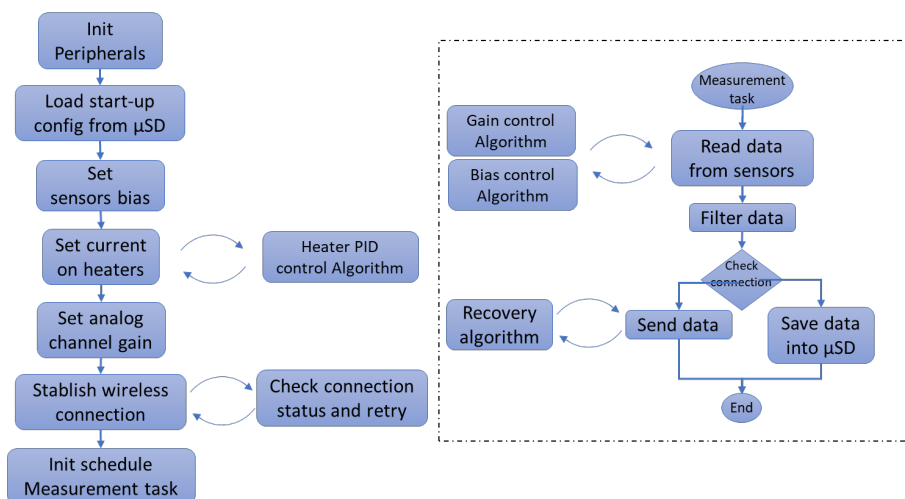 Init
Peripherals
Load start-up
config from µSD
Set
sensors bias
Set current
on heaters
Heater PID
control Algorithm
Set analog
channel gain
Stablish wireless
connection
Check connection
status and retry
Init schedule
Measurement task
Measurement
task
Gain control
Algorithm
Bias control
Algorithm
Read data
from sensors
Filter data
Check
connection
Recovery
algorithm
Send data
Save data
into µSD
End